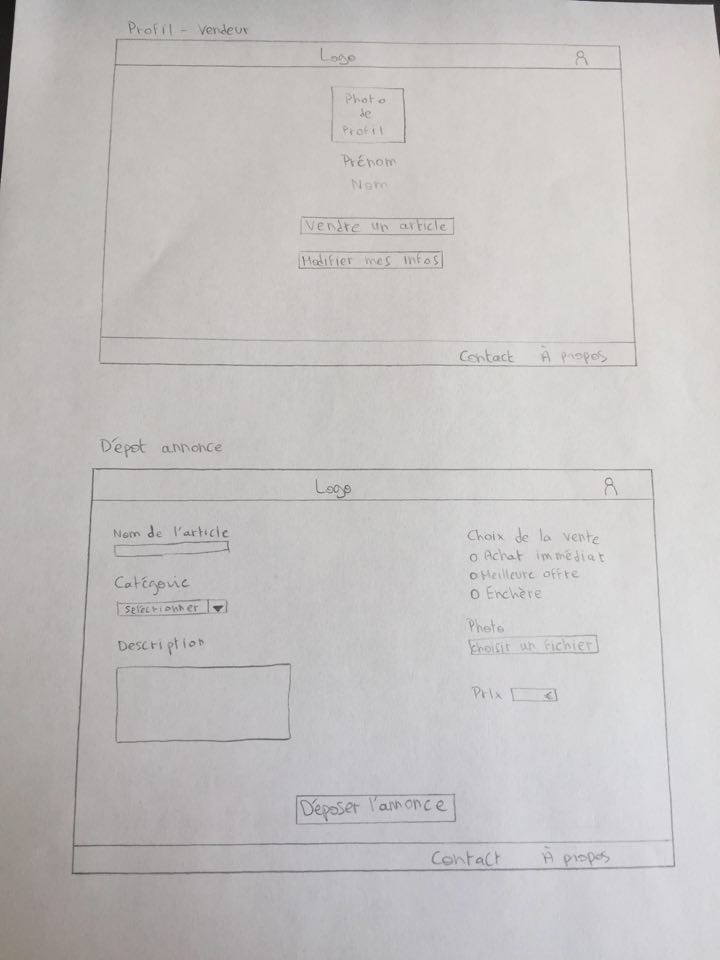 Profil - Vendeur
Logo
Photo
de
Profil
Prénom
Nom
Vendre un article
Modifier mes infos
Contact À propos
Dépot annonce
Logo
Nom de l'article
Catégorie
Sélectionner
Description
Choix de la vente
Achat immédiat
Meilleure offre
Enchère
Photo
choisir un fichier
Prix €
Déposer l'annonce
Contact À propos